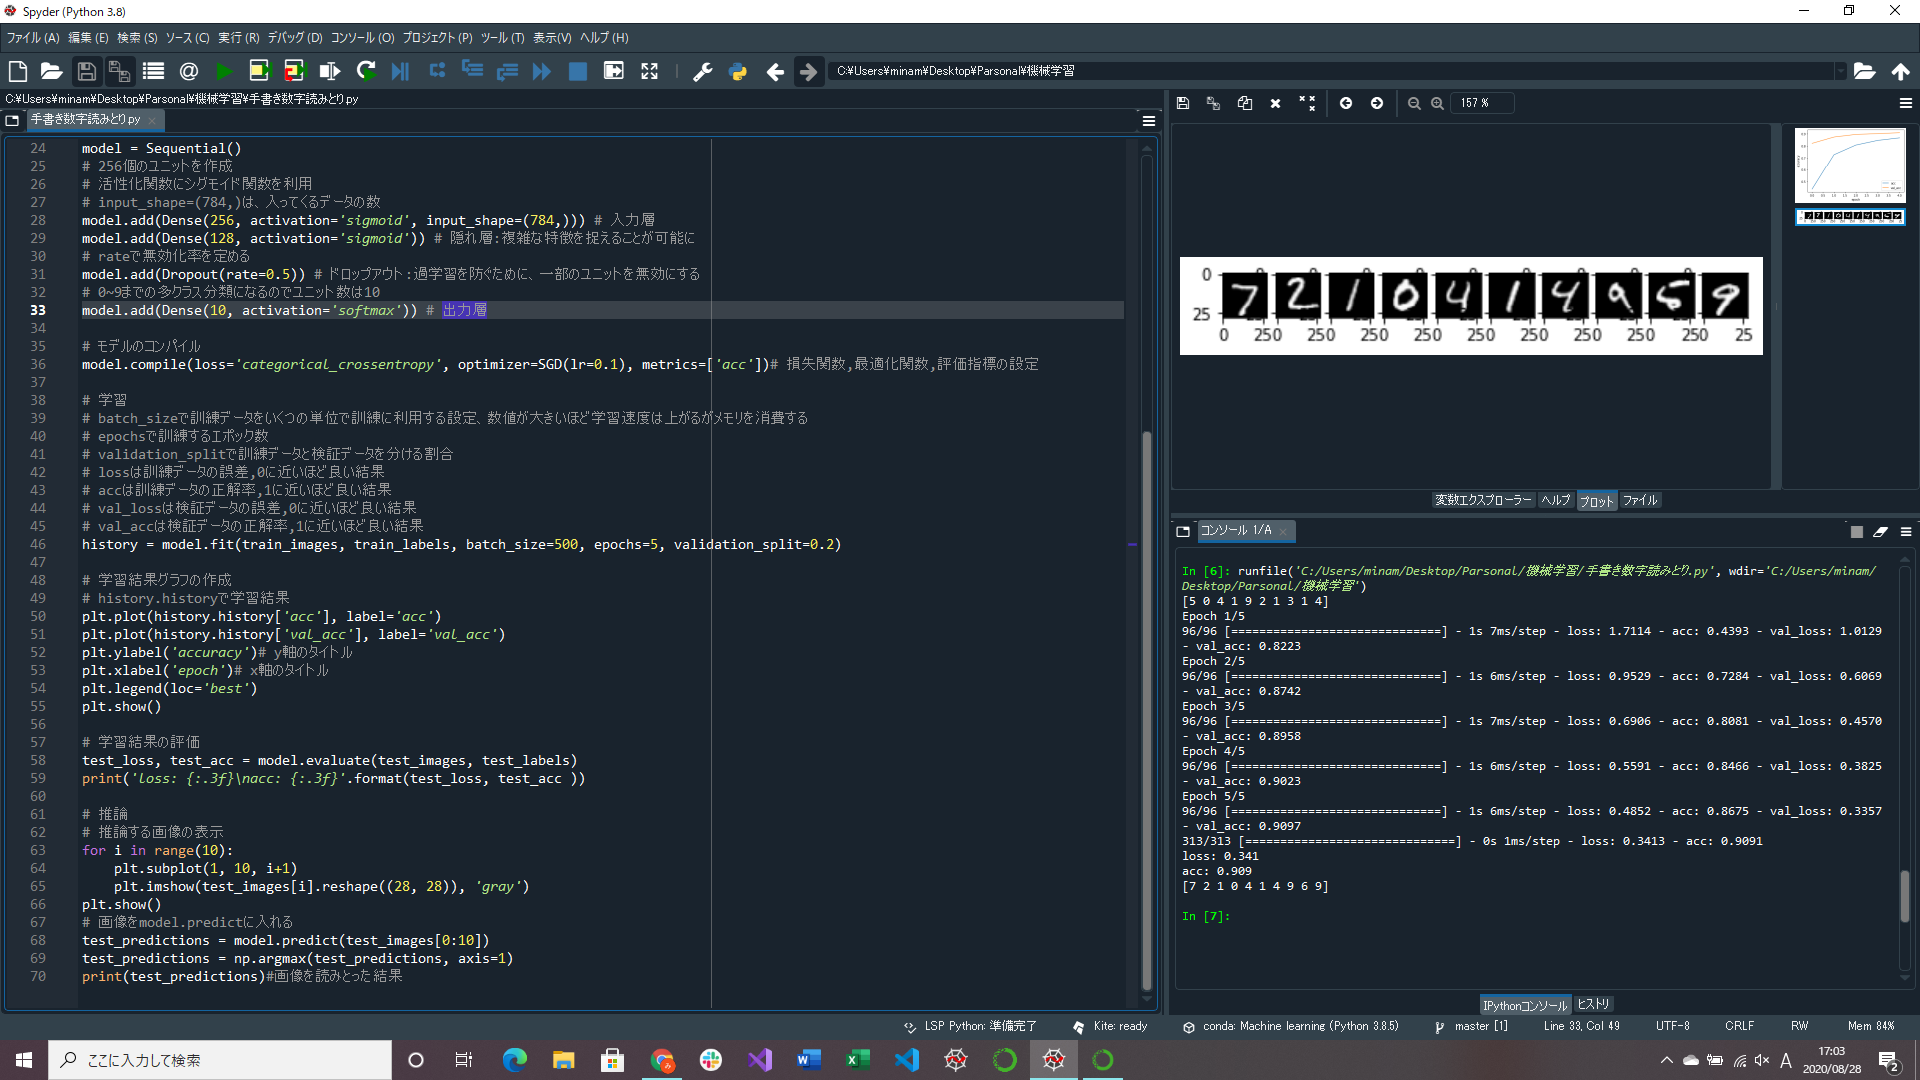 Spyder (Python 3.8)
ファイル (A) 編集 (E) 検索 (S) ソース (C) 実行 (R) デバッグ (D) コンソール (O) プロジェクト (P) ツール (T) 表示(V) ヘルプ (H)
C:¥Users¥minam¥Desktop¥Parsonal¥機械学習
C:¥Users¥minam¥Desktop¥Parsonal¥機械学習¥手書き数字読みとり.py
手書き数字読みとり.py
24 model = Sequential()
25 # 256個のユニットを作成
26 # 活性化関数にシグモイド関数を利用
27 # input_shape=(784,)は、入ってくるデータの数
28 model.add(Dense(256, activation='sigmoid', input_shape=(784,))) # 入力層
29 model.add(Dense(128, activation='sigmoid')) # 隠れ層:複雑な特徴を捉えることが可能に
30 # rateで無効化率を定める
31 model.add(Dropout(rate=0.5)) # ドロップアウト:過学習を防ぐために、一部のユニットを無効にする
32 # 0~9までの多クラス分類になるのでユニット数は10
33 model.add(Dense(10, activation='softmax')) # 出力層
34
35 # モデルのコンパイル
36 model.compile(loss='categorical_crossentropy', optimizer=SGD(lr=0.1), metrics=['acc'])# 損失関数,最適化関数,評価指標の設定
37
38 # 学習
39 # batch_sizeで訓練データをいくつの単位で訓練に利用する設定、数値が大きいほど学習速度は上がるがメモリを消費する
40 # epochsで訓練するエポック数
41 # validation_splitで訓練データと検証データを分ける割合
42 # lossは訓練データの誤差,0に近いほど良い結果
43 # accは訓練データの正解率,1に近いほど良い結果
44 # val_lossは検証データの誤差,0に近いほど良い結果
45 # val_accは検証データの正解率,1に近いほど良い結果
46 history = model.fit(train_images, train_labels, batch_size=500, epochs=5, validation_split=0.2)
47
48 # 学習結果グラフの作成
49 # history.historyで学習結果
50 plt.plot(history.history['acc'], label='acc')
51 plt.plot(history.history['val_acc'], label='val_acc')
52 plt.ylabel('accuracy')# y軸のタイトル
53 plt.xlabel('epoch')# x軸のタイトル
54 plt.legend(loc='best')
55 plt.show()
56
57 # 学習結果の評価
58 test_loss, test_acc = model.evaluate(test_images, test_labels)
59 print('loss: {:.3f}\nacc: {:.3f}'.format(test_loss, test_acc ))
60
61 # 推論
62 # 推論する画像の表示
63 for i in range(10):
64 plt.subplot(1, 10, i+1)
65 plt.imshow(test_images[i].reshape((28, 28)), 'gray')
66 plt.show()
67 # 画像をmodel.predictに入れる
68 test_predictions = model.predict(test_images[0:10])
69 test_predictions = np.argmax(test_predictions, axis=1)
70 print(test_predictions)#画像を読みとった結果
157 %
0 7 2 1 0 4 1 4 9 5 9
25
0 250 250 250 250 250 250 250 250 250 25
変数エクスプローラー ヘルプ プロット ファイル
コンソール 1/A
In [6]: runfile('C:/Users/minam/Desktop/Parsonal/機械学習/手書き数字読みとり.py', wdir='C:/Users/minam/
Desktop/Parsonal/機械学習')
[5 0 4 1 9 2 1 3 1 4]
Epoch 1/5
96/96 [==============================] - 1s 7ms/step - loss: 1.7114 - acc: 0.4393 - val_loss: 1.0129
- val_acc: 0.8223
Epoch 2/5
96/96 [==============================] - 1s 6ms/step - loss: 0.9529 - acc: 0.7284 - val_loss: 0.6069
- val_acc: 0.8742
Epoch 3/5
96/96 [==============================] - 1s 7ms/step - loss: 0.6906 - acc: 0.8081 - val_loss: 0.4570
- val_acc: 0.8958
Epoch 4/5
96/96 [==============================] - 1s 6ms/step - loss: 0.5591 - acc: 0.8466 - val_loss: 0.3825
- val_acc: 0.9023
Epoch 5/5
96/96 [==============================] - 1s 6ms/step - loss: 0.4852 - acc: 0.8675 - val_loss: 0.3357
- val_acc: 0.9097
313/313 [==============================] - 0s 1ms/step - loss: 0.3413 - acc: 0.9091
loss: 0.341
acc: 0.909
[7 2 1 0 4 1 4 9 6 9]
In [7]:
IPythonコンソール ヒストリ
LSP Python: 準備完了 Kite: ready conda: Machine learning (Python 3.8.5) master [1] Line 33, Col 49 UTF-8 CRLF RW Mem 84%
ここに入力して検索
A 17:03
2020/08/28
2